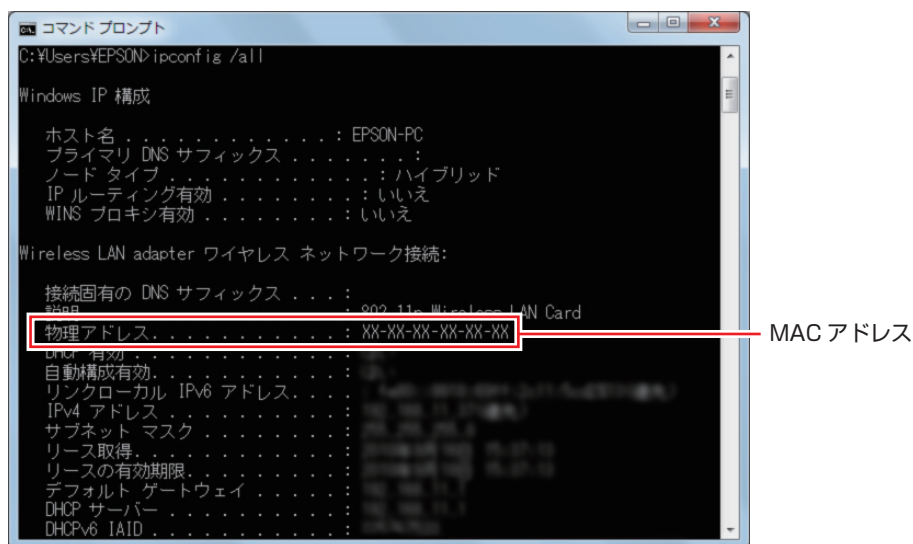 コマンド プロンプト
C:¥Users¥EPSON>ipconfig /all
Windows IP 構成
ホスト名 . . . . . . . . . . . . : EPSON-PC
プライマリ DNS サフィックス . . . . . . . :
ノード タイプ . . . . . . . . . . . . : ハイブリッド
IP ルーティング有効 . . . . . . . . : いいえ
WINS プロキシ有効 . . . . . . . . : いいえ
Wireless LAN adapter ワイヤレス ネットワーク接続:
接続固有の DNS サフィックス . . . :
説明 : 802.11n Wireless LAN Card
物理アドレス. . . . . . . . . . . . : XX-XX-XX-XX-XX-XX
MAC アドレス
DHCP 有効 . . . . . . . . . . . . . :
自動構成有効. . . . . . . . . . . . :
リンクローカル IPv6 アドレス. . . . :
IPv4 アドレス . . . . . . . . . . . :
サブネット マスク . . . . . . . . . :
リース取得. . . . . . . . . . . . . :
リースの有効期限. . . . . . . . . . :
デフォルト ゲートウェイ . . . . . :
DHCP サーバー . . . . . . . . . . . :
DHCPv6 IAID . . . . . . . . . . . . :